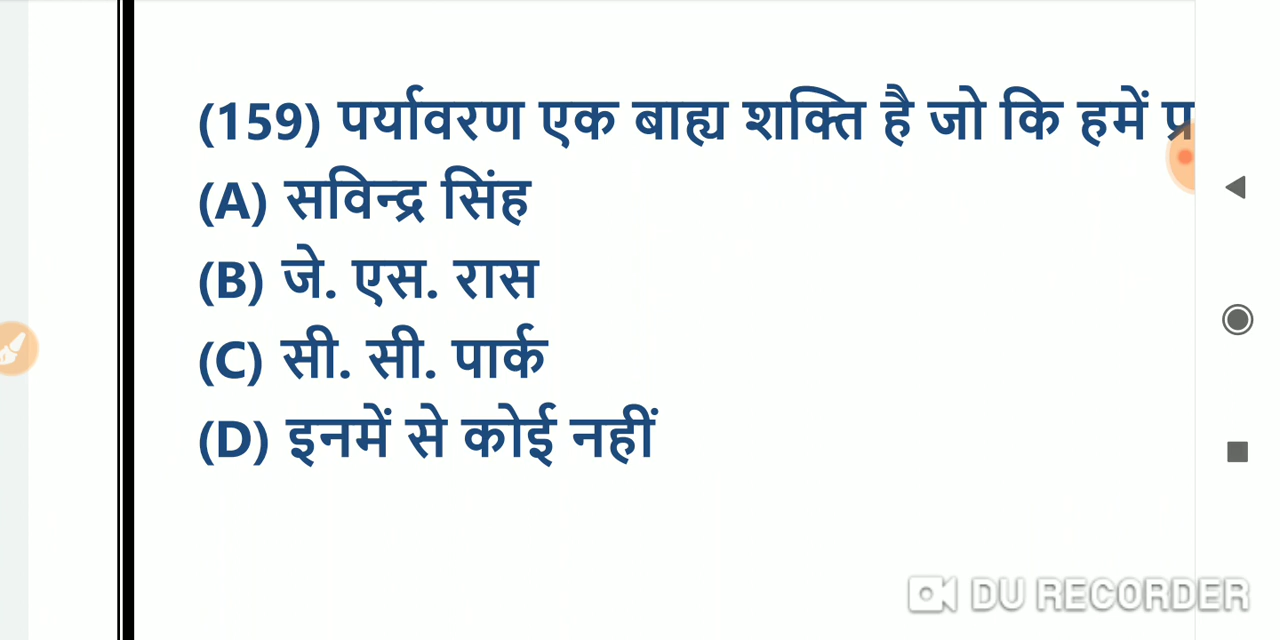 (159) पर्यावरण एक बाह्य शक्ति है जो कि हमें
(A) सविन्द्र सिंह
(B) जे. एस. रास
(C) सी. सी. पार्क
(D) इनमें से कोई नहीं
DU RECORDER